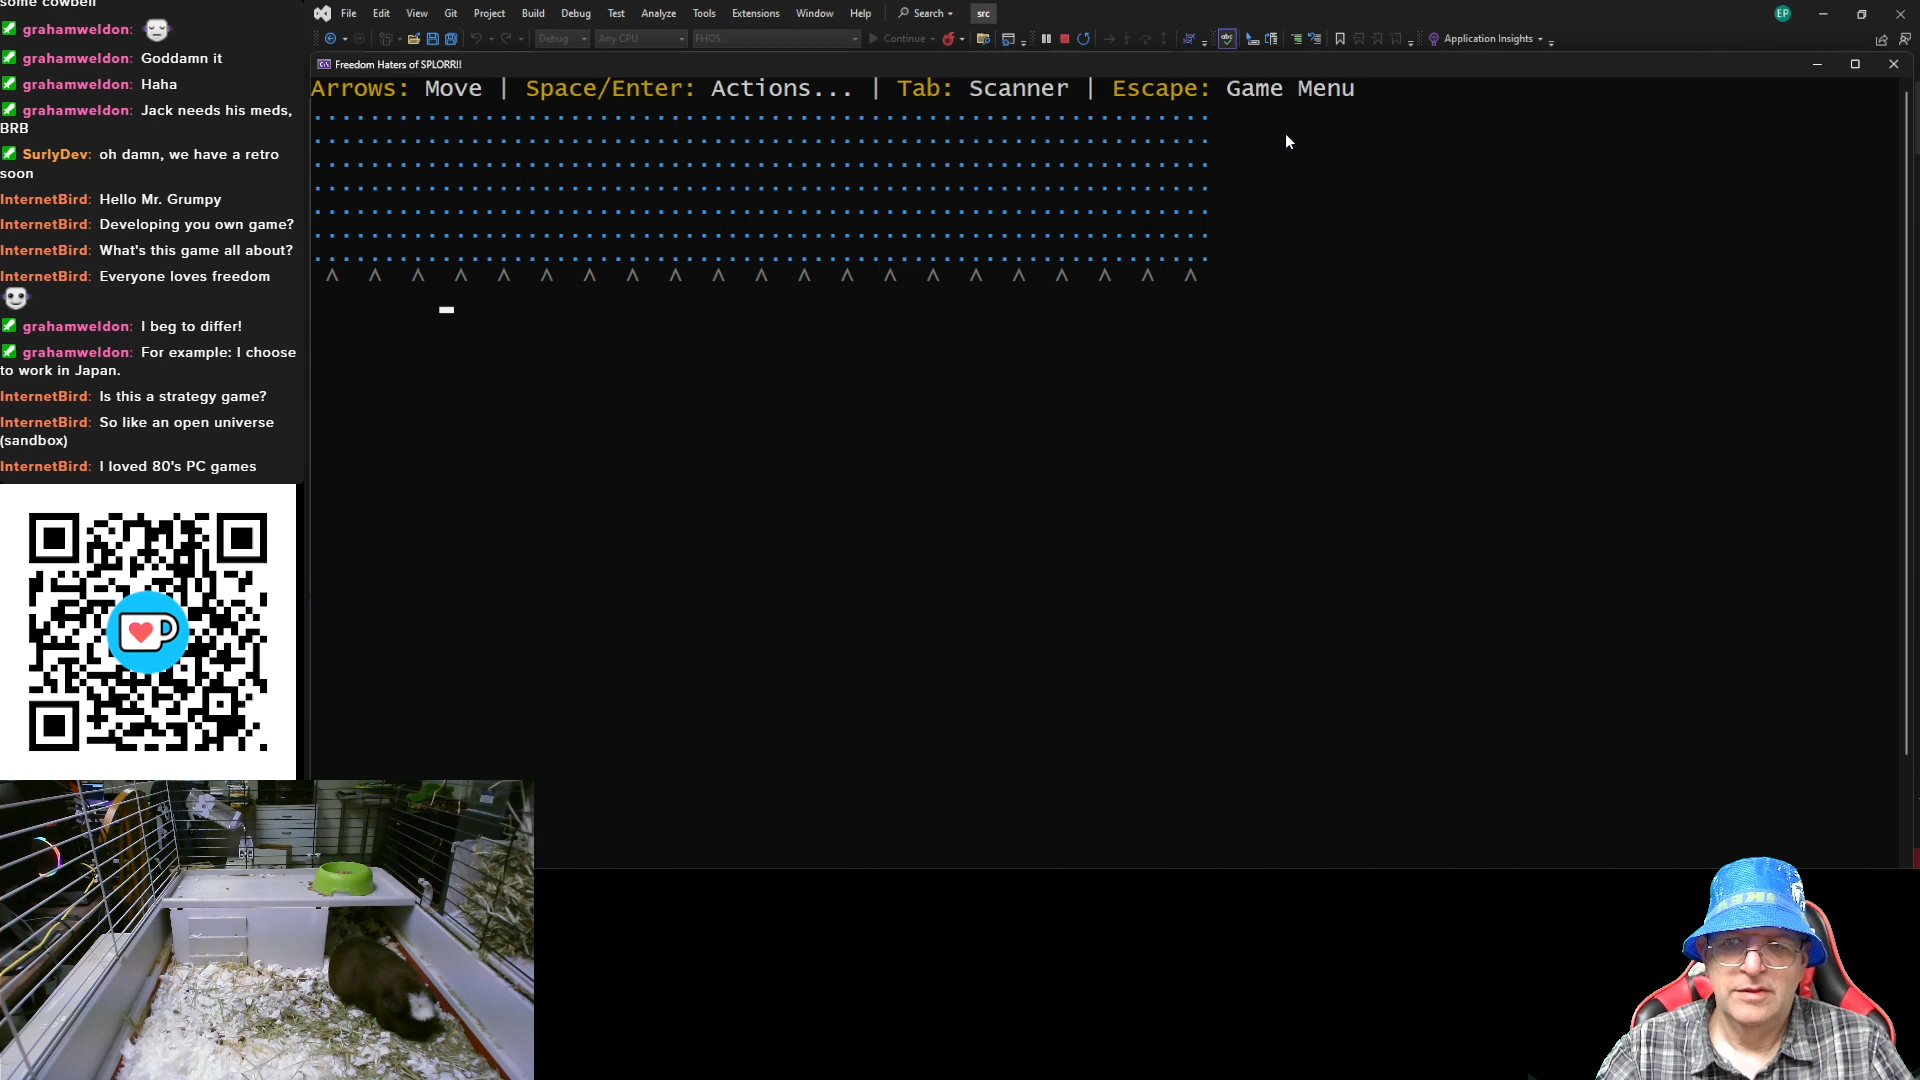 some cowbell
grahamweldon:
grahamweldon: Goddamn it
grahamweldon: Haha
grahamweldon: Jack needs his meds,
BRB
SurlyDev: oh damn, we have a retro
soon
InternetBird: Hello Mr. Grumpy
InternetBird: Developing you own game?
InternetBird: What's this game all about?
InternetBird: Everyone loves freedom
grahamweldon: I beg to differ!
grahamweldon: For example: I choose
to work in Japan.
InternetBird: Is this a strategy game?
InternetBird: So like an open universe
(sandbox)
InternetBird: I loved 80's PC games
File Edit View Git Project Build Debug Test Analyze Tools Extensions Window Help Search src EP
Debug Any CPU FHOS Continue Application Insights
Freedom Haters of SPLORR!!
Arrows: Move | Space/Enter: Actions... | Tab: Scanner | Escape: Game Menu
^ ^ ^ ^ ^ ^ ^ ^ ^ ^ ^ ^ ^ ^ ^ ^ ^ ^ ^ ^ ^